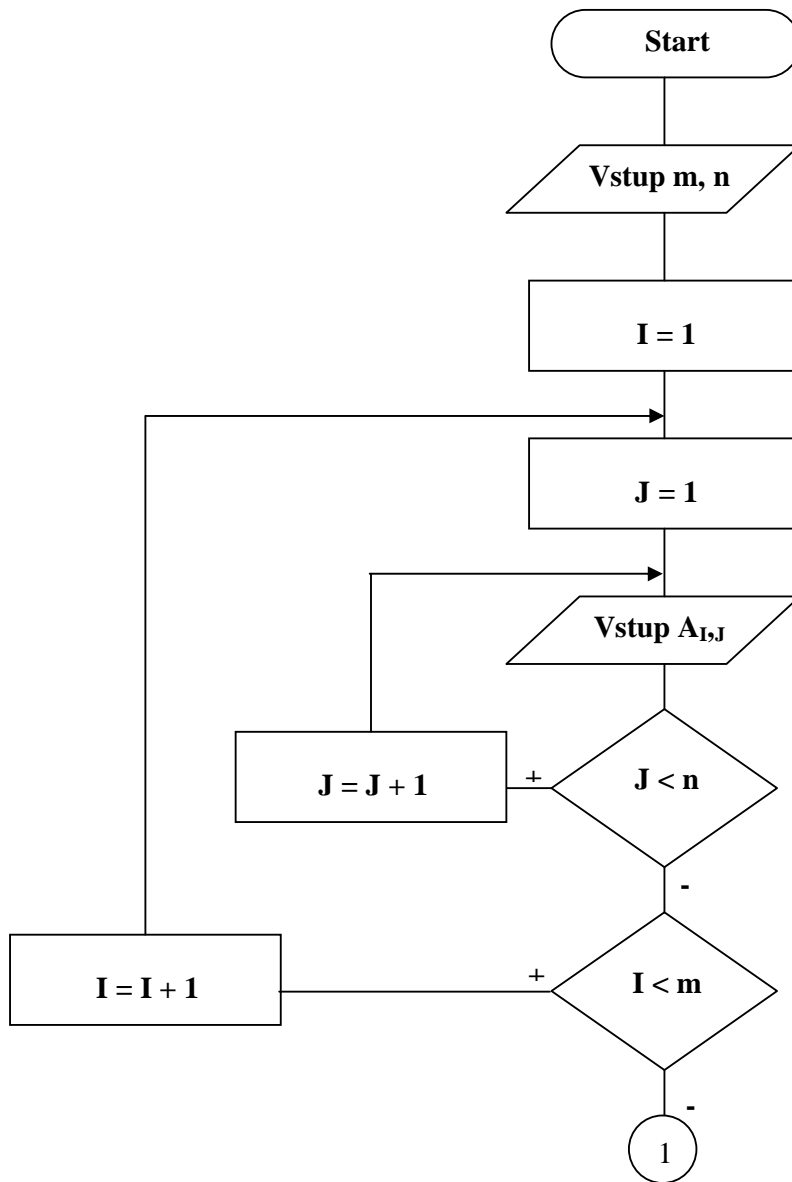 Start
Vstup m, n
I = 1
J = 1
Vstup A_{I,J}
J = J + 1
+
J < n
-
I = I + 1
+
I < m
-
1